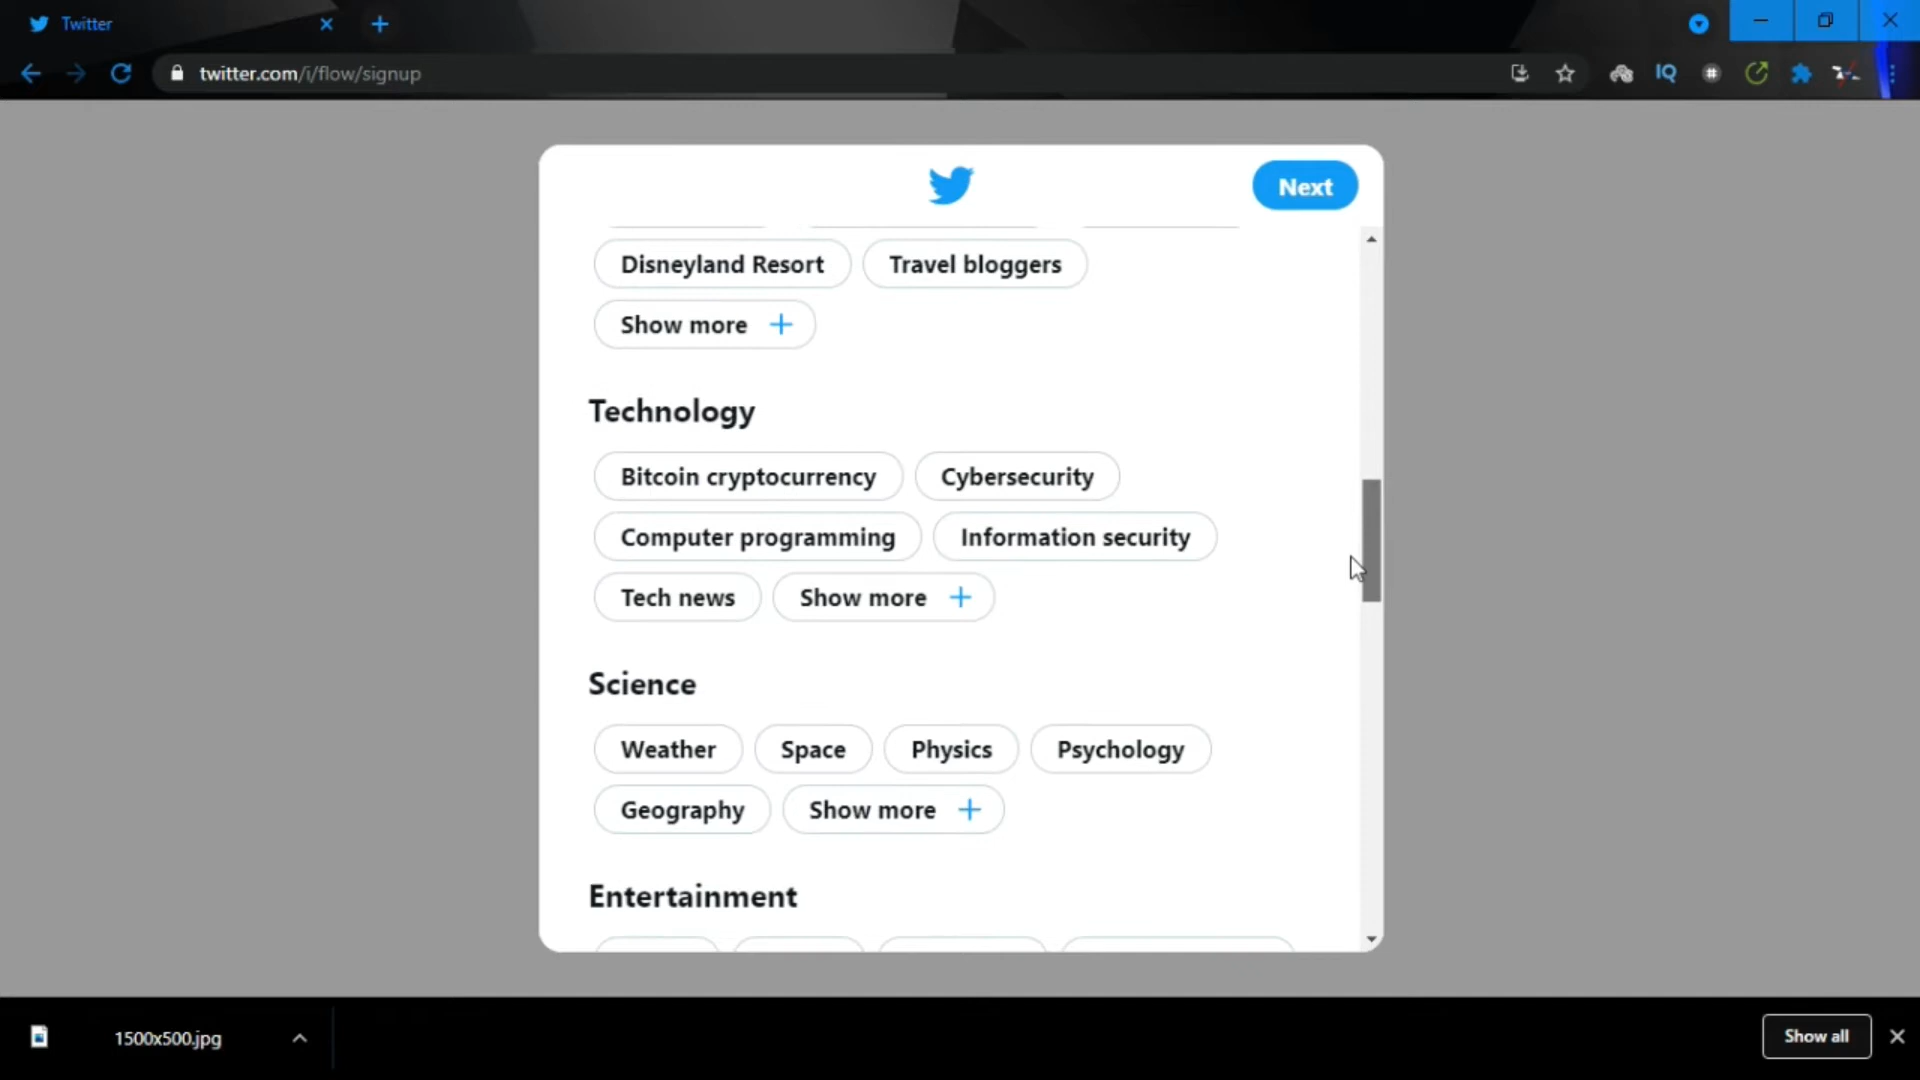 Twitter
twitter.com/i/flow/signup
IQ
#
Next
Disneyland Resort Travel bloggers
Show more +
Technology
Bitcoin cryptocurrency Cybersecurity
Computer programming Information security
Tech news Show more +
Science
Weather Space Physics Psychology
Geography Show more +
Entertainment
1500x500.jpg
Show all